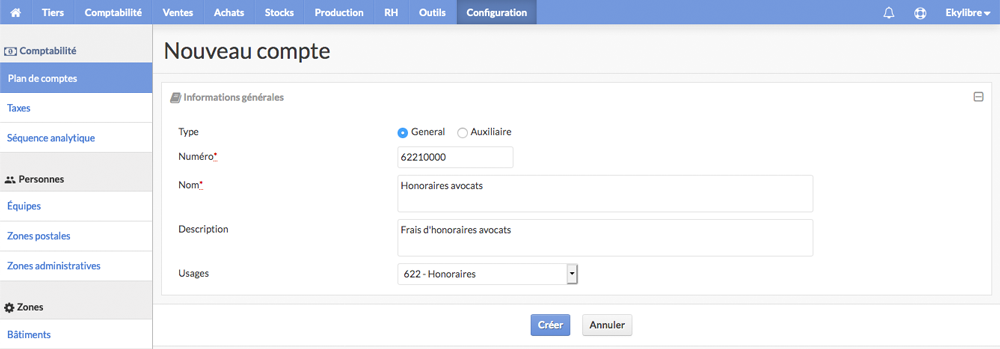 Tiers Comptabilité Ventes Achats Stocks Production RH Outils Configuration Ekylibre
Comptabilité
Plan de comptes
Taxes
Séquence analytique
Personnes
Équipes
Zones postales
Zones administratives
Zones
Bâtiments
Nouveau compte
Informations générales
Type General Auxiliaire
Numéro* 62210000
Nom* Honoraires avocats
Description Frais d'honoraires avocats
Usages 622 - Honoraires
Créer Annuler